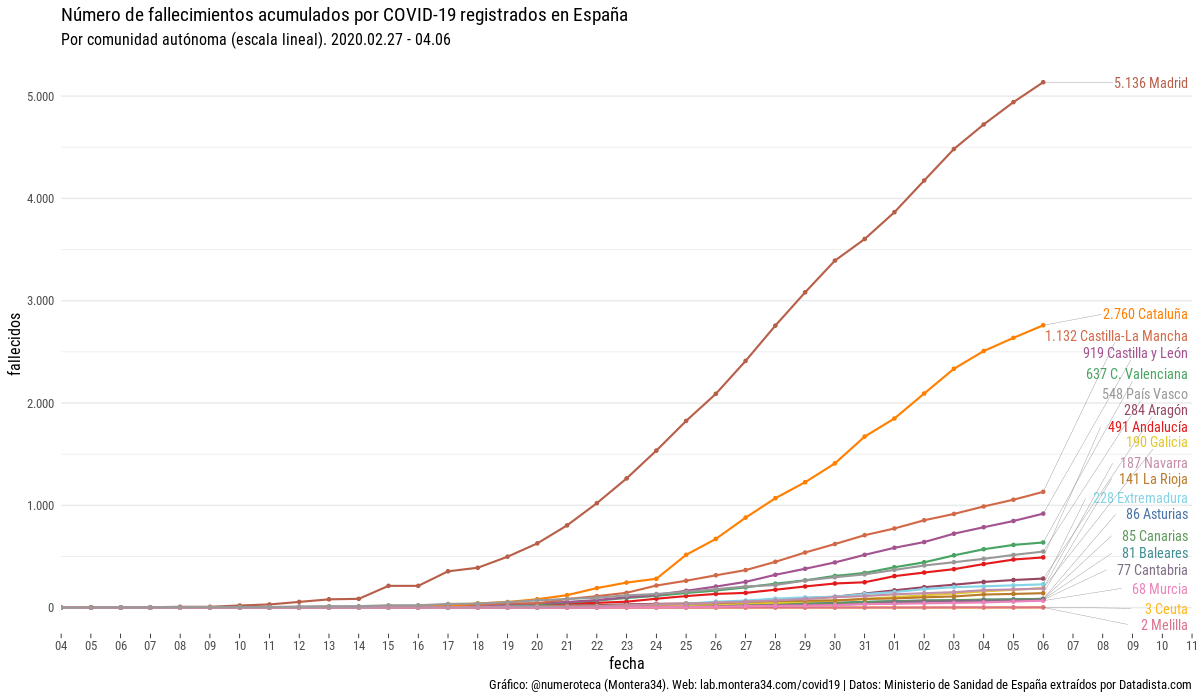 Número de fallecimientos acumulados por COVID-19 registrados en España
Por comunidad autónoma (escala lineal). 2020.02.27 - 04.06
fallecidos
5.000
4.000
3.000
2.000
1.000
0
5.136 Madrid
2.760 Cataluña
1.132 Castilla-La Mancha
919 Castilla y León
637 C. Valenciana
548 País Vasco
284 Aragón
491 Andalucía
190 Galicia
187 Navarra
141 La Rioja
228 Extremadura
86 Asturias
85 Canarias
81 Baleares
77 Cantabria
68 Murcia
3 Ceuta
2 Melilla
04 05 06 07 08 09 10 11 12 13 14 15 16 17 18 19 20 21 22 23 24 25 26 27 28 29 30 31 01 02 03 04 05 06 07 08 09 10 11
fecha
Gráfico: @numeroteca (Montera34). Web: lab.montera34.com/covid19 | Datos: Ministerio de Sanidad de España extraídos por Datadista.com